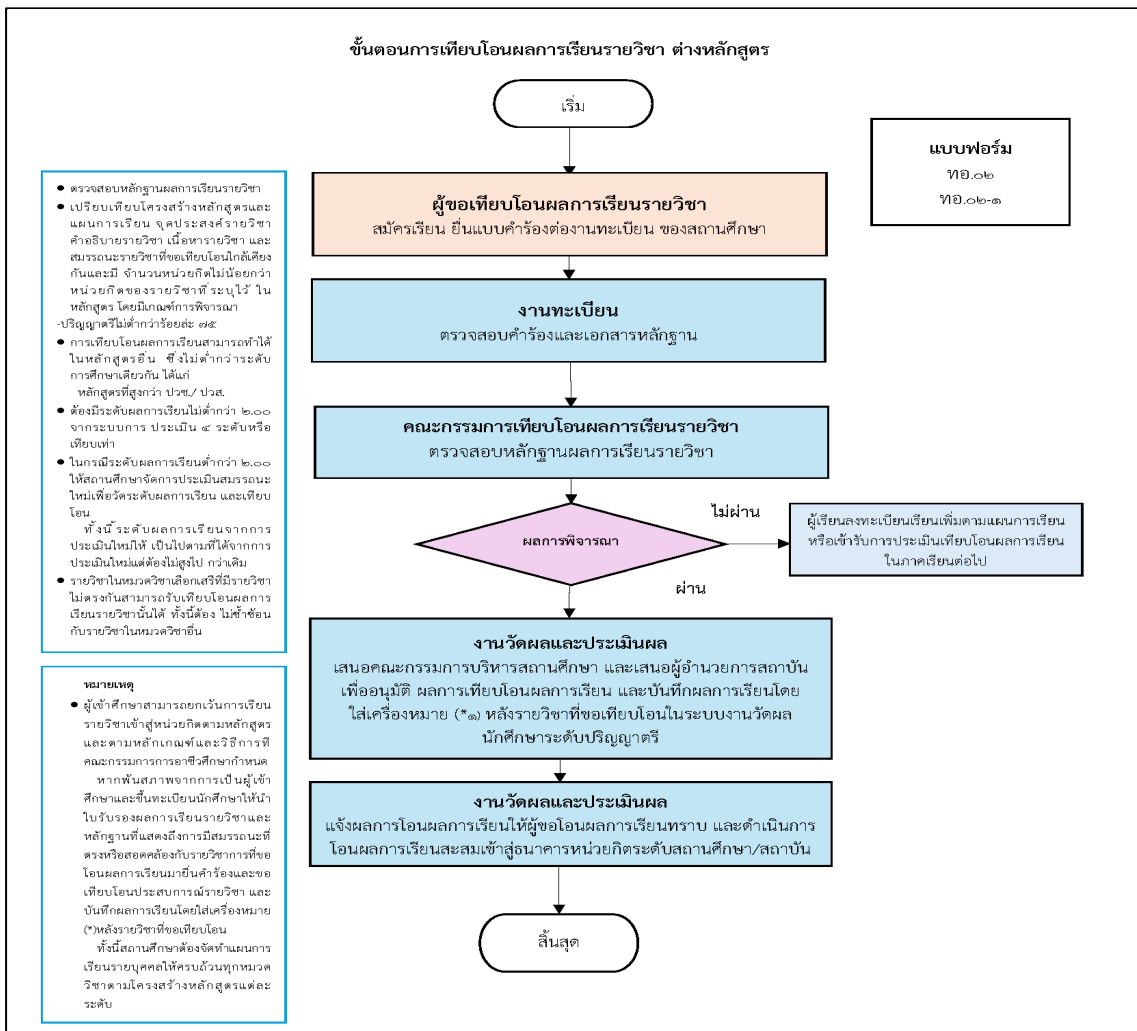 ขั้นตอนการเทียบโอนผลการเรียนรายวิชา ต่างหลักสูตร
เริ่ม
แบบฟอร์ม
ทอ.๐๒
ทอ.๐๒-๑
ผู้ขอเทียบโอนผลการเรียนรายวิชา
สมัครเรียน ยื่นแบบคำร้องต่องานทะเบียน ของสถานศึกษา
งานทะเบียน
ตรวจสอบคำร้องและเอกสารหลักฐาน
คณะกรรมการเทียบโอนผลการเรียนรายวิชา
ตรวจสอบหลักฐานผลการเรียนรายวิชา
ผลการพิจารณา
ไม่ผ่าน
ผู้เรียนลงทะเบียนเรียนเพิ่มตามแผนการเรียน
หรือเข้ารับการประเมินเทียบโอนผลการเรียน
ในภาคเรียนต่อไป
ผ่าน
งานวัดผลและประเมินผล
เสนอคณะกรรมการบริหารสถานศึกษา และเสนอผู้อำนวยการสถาบัน
เพื่ออนุมัติ ผลการเทียบโอนผลการเรียน และบันทึกผลการเรียนโดย
ใส่เครื่องหมาย (*๑) หลังรายวิชาที่ขอเทียบโอนในระบบงานวัดผล
นักศึกษาระดับปริญญาตรี
งานวัดผลและประเมินผล
แจ้งผลการโอนผลการเรียนให้ผู้ขอโอนผลการเรียนทราบ และดำเนินการ
โอนผลการเรียนสะสมเข้าสู่ธนาคารหน่วยกิตระดับสถานศึกษา/สถาบัน
สิ้นสุด
● ตรวจสอบหลักฐานผลการเรียนรายวิชา
● เปรียบเทียบโครงสร้างหลักสูตรและ
แผนการเรียน จุดประสงค์รายวิชา
คำอธิบายรายวิชา เนื้อหารายวิชา และ
สมรรถนะรายวิชาที่ขอเทียบโอนใกล้เคียง
กันและมี จำนวนหน่วยกิตไม่น้อยกว่า
หน่วยกิตของรายวิชาที่ระบุไว้ ใน
หลักสูตร โดยมีเกณฑ์การพิจารณา
-ปริญญาตรีไม่ต่ำกว่าร้อยละ ๗๕
● การเทียบโอนผลการเรียนสามารถทำได้
ในหลักสูตรอื่น ซึ่งไม่ต่ำกว่าระดับ
การศึกษาเดียวกัน ได้แก่
หลักสูตรที่สูงกว่า ปวช./ ปวส.
● ต้องมีระดับผลการเรียนไม่ต่ำกว่า ๒.๐๐
จากระบบการ ประเมิน ๔ ระดับหรือ
เทียบเท่า
● ในกรณีระดับผลการเรียนต่ำกว่า ๒.๐๐
ให้สถานศึกษาจัดการประเมินสมรรถนะ
ใหม่เพื่อวัดระดับผลการเรียน และเทียบ
โอน
ทั้งนี้ระดับผลการเรียนจากการ
ประเมินใหม่ให้ เป็นไปตามที่ได้จากการ
ประเมินใหม่แต่ต้องไม่สูงไป กว่าเดิม
● รายวิชาในหมวดวิชาเลือกเสรีที่มีรายวิชา
ไม่ตรงกันสามารถรับเทียบโอนผลการ
เรียนรายวิชานั้นได้ ทั้งนี้ต้อง ไม่ซ้ำซ้อน
กับรายวิชาในหมวดวิชาอื่น
หมายเหตุ
● ผู้เข้าศึกษาสามารถยกเว้นการเรียน
รายวิชาเข้าสู่หน่วยกิตตามหลักสูตร
และตามหลักเกณฑ์และวิธีการที่
คณะกรรมการการอาชีวศึกษากำหนด
หากพ้นสภาพจากการเป็นผู้เข้า
ศึกษาและขึ้นทะเบียนนักศึกษาให้นำ
ใบรับรองผลการเรียนรายวิชาและ
หลักฐานที่แสดงถึงการมีสมรรถนะที่
ตรงหรือสอดคล้องกับรายวิชาการที่ขอ
โอนผลการเรียนมายื่นคำร้องและขอ
เทียบโอนประสบการณ์รายวิชา และ
บันทึกผลการเรียนโดยใส่เครื่องหมาย
(*)หลังรายวิชาที่ขอเทียบโอน
ทั้งนี้สถานศึกษาต้องจัดทำแผนการ
เรียนรายบุคคลให้ครบถ้วนทุกหมวด
วิชาตามโครงสร้างหลักสูตรแต่ละ
ระดับ